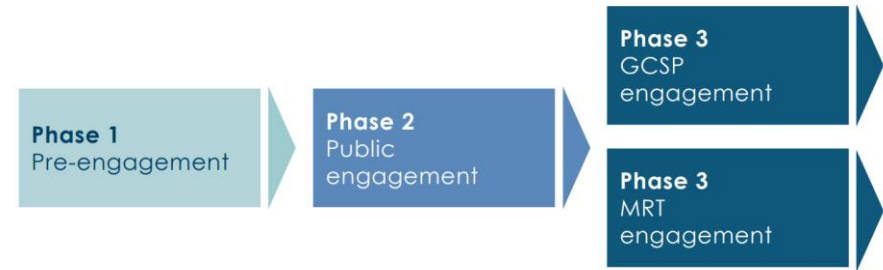 Phase 1
Pre-engagement
Phase 2
Public
engagement
Phase 3
GCSP
engagement
Phase 3
MRT
engagement